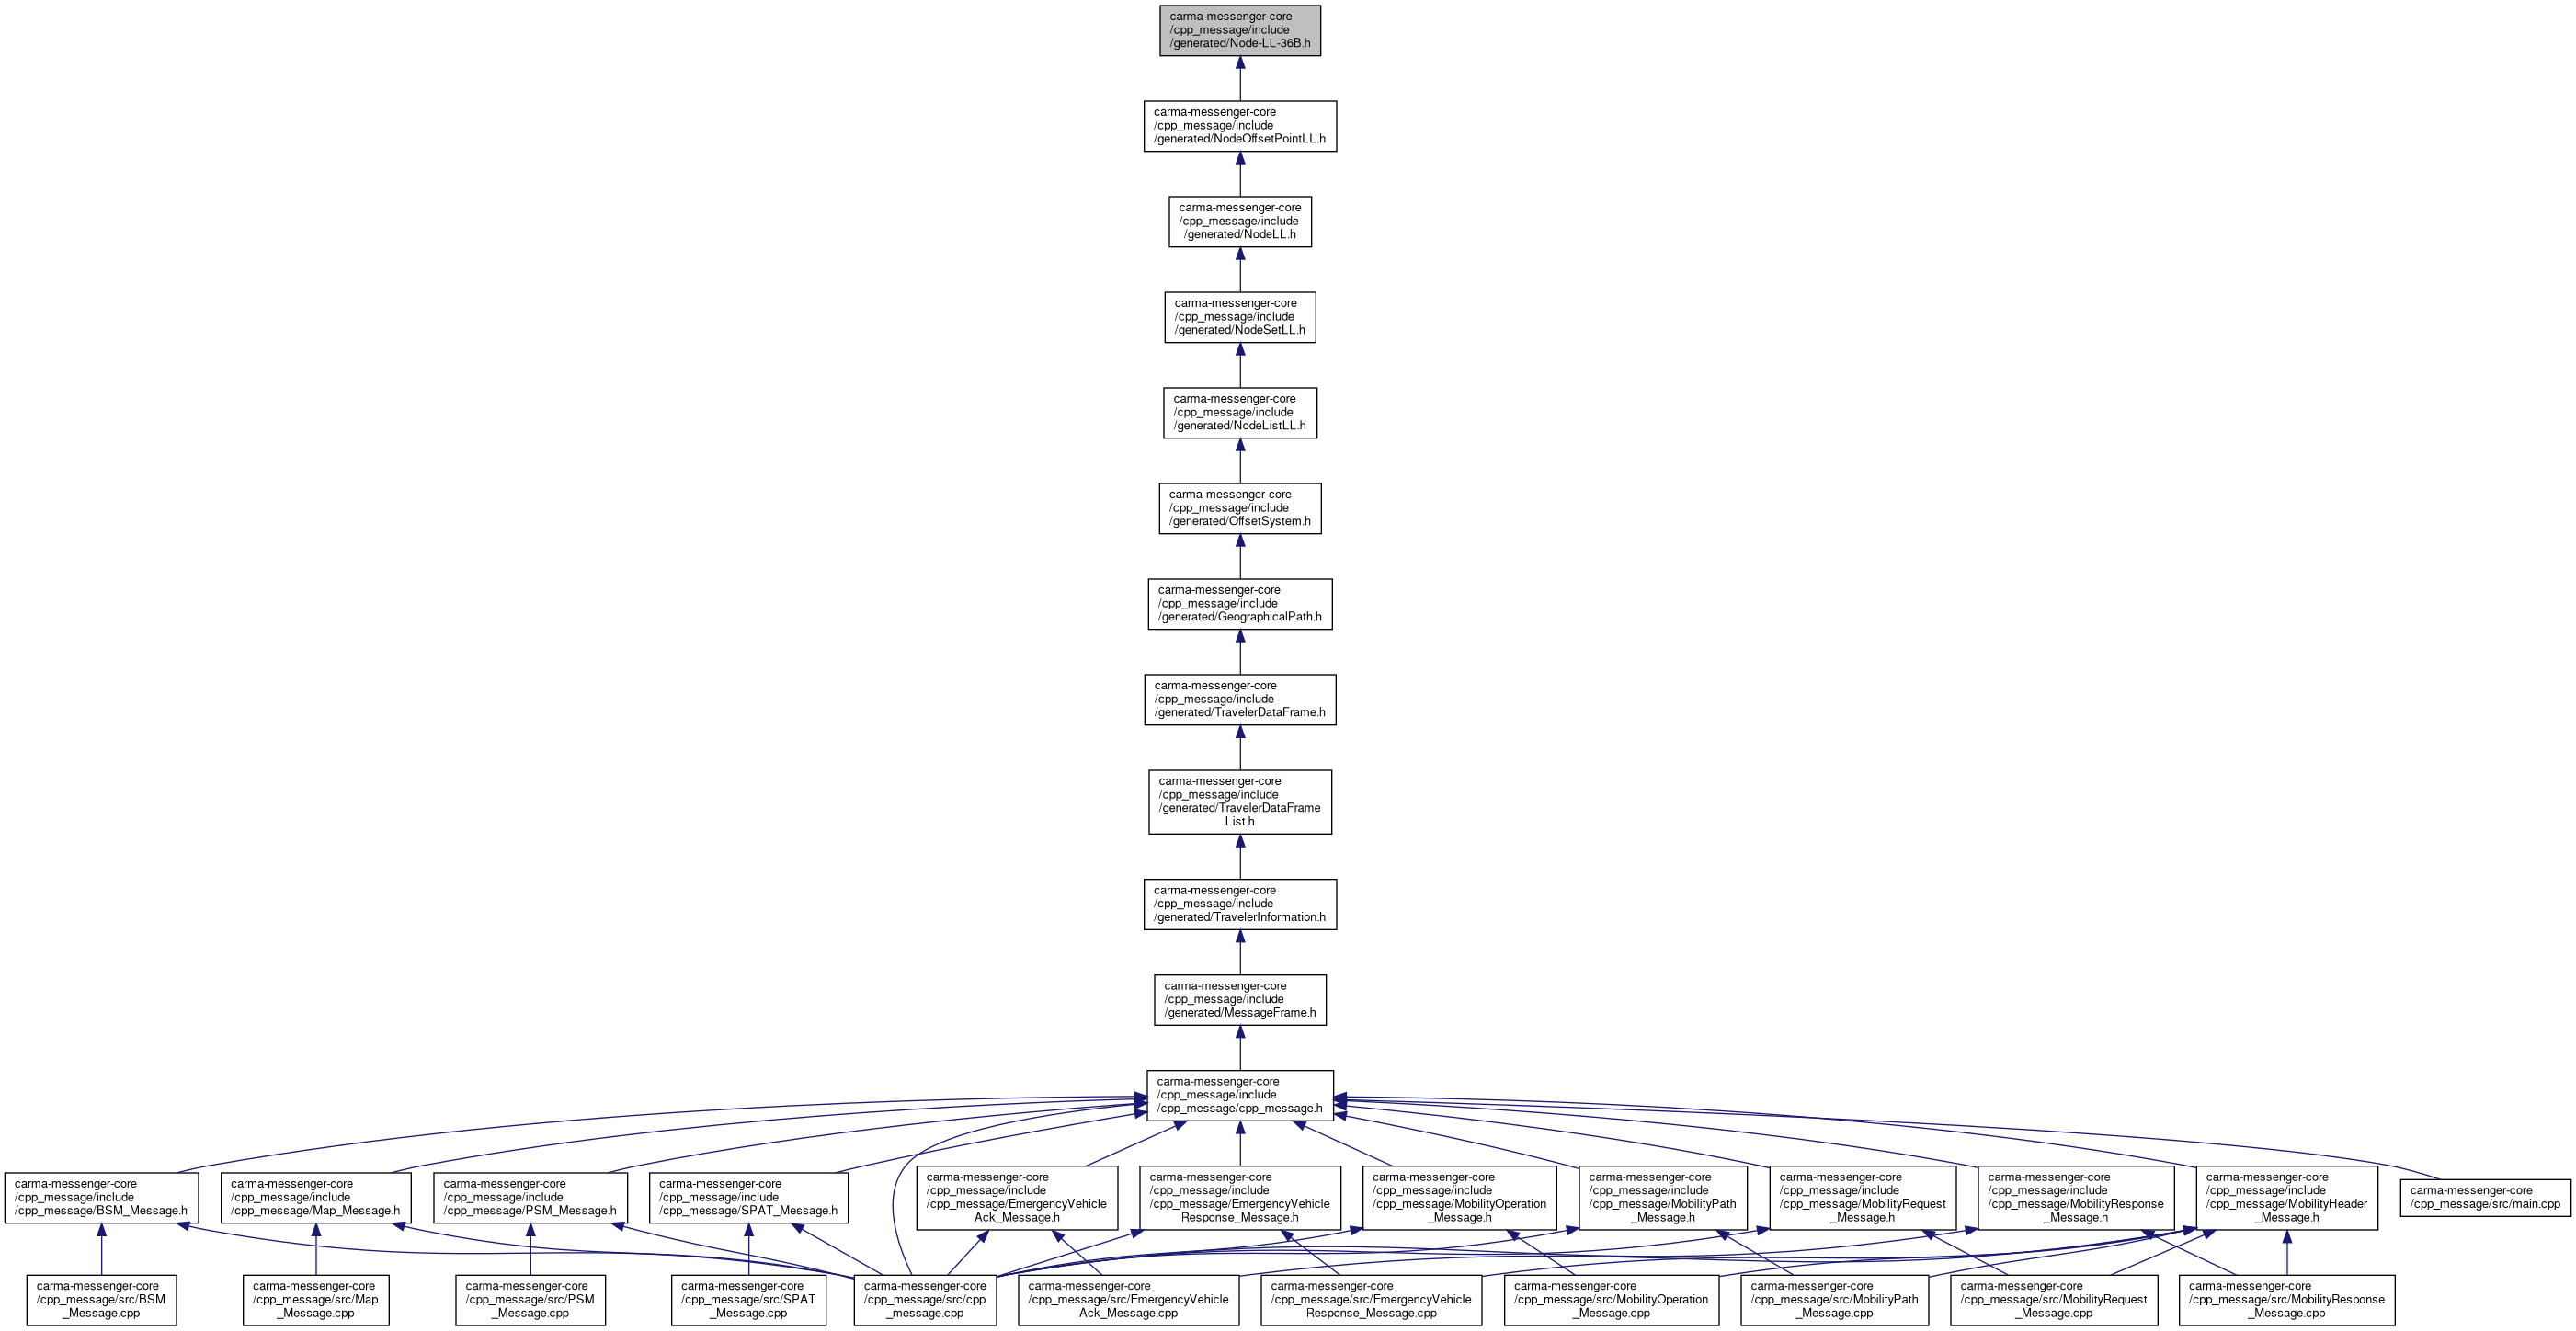 carma-messenger-core
/cpp_message/include
/generated/Node-LL-36B.h
carma-messenger-core
/cpp_message/include
/generated/NodeOffsetPointLL.h
carma-messenger-core
/cpp_message/include
/generated/NodeLL.h
carma-messenger-core
/cpp_message/include
/generated/NodeSetLL.h
carma-messenger-core
/cpp_message/include
/generated/NodeListLL.h
carma-messenger-core
/cpp_message/include
/generated/OffsetSystem.h
carma-messenger-core
/cpp_message/include
/generated/GeographicalPath.h
carma-messenger-core
/cpp_message/include
/generated/TravelerDataFrame.h
carma-messenger-core
/cpp_message/include
/generated/TravelerDataFrame
List.h
carma-messenger-core
/cpp_message/include
/generated/TravelerInformation.h
carma-messenger-core
/cpp_message/include
/generated/MessageFrame.h
carma-messenger-core
/cpp_message/include
/cpp_message/cpp_message.h
carma-messenger-core
/cpp_message/include
/cpp_message/BSM_Message.h
carma-messenger-core
/cpp_message/include
/cpp_message/Map_Message.h
carma-messenger-core
/cpp_message/include
/cpp_message/PSM_Message.h
carma-messenger-core
/cpp_message/include
/cpp_message/SPAT_Message.h
carma-messenger-core
/cpp_message/include
/cpp_message/EmergencyVehicle
Ack_Message.h
carma-messenger-core
/cpp_message/include
/cpp_message/EmergencyVehicle
Response_Message.h
carma-messenger-core
/cpp_message/include
/cpp_message/MobilityOperation
_Message.h
carma-messenger-core
/cpp_message/include
/cpp_message/MobilityPath
_Message.h
carma-messenger-core
/cpp_message/include
/cpp_message/MobilityRequest
_Message.h
carma-messenger-core
/cpp_message/include
/cpp_message/MobilityResponse
_Message.h
carma-messenger-core
/cpp_message/include
/cpp_message/MobilityHeader
_Message.h
carma-messenger-core
/cpp_message/src/main.cpp
carma-messenger-core
/cpp_message/src/BSM
_Message.cpp
carma-messenger-core
/cpp_message/src/Map
_Message.cpp
carma-messenger-core
/cpp_message/src/PSM
_Message.cpp
carma-messenger-core
/cpp_message/src/SPAT
_Message.cpp
carma-messenger-core
/cpp_message/src/cpp
_message.cpp
carma-messenger-core
/cpp_message/src/EmergencyVehicle
Ack_Message.cpp
carma-messenger-core
/cpp_message/src/EmergencyVehicle
Response_Message.cpp
carma-messenger-core
/cpp_message/src/MobilityOperation
_Message.cpp
carma-messenger-core
/cpp_message/src/MobilityPath
_Message.cpp
carma-messenger-core
/cpp_message/src/MobilityRequest
_Message.cpp
carma-messenger-core
/cpp_message/src/MobilityResponse
_Message.cpp